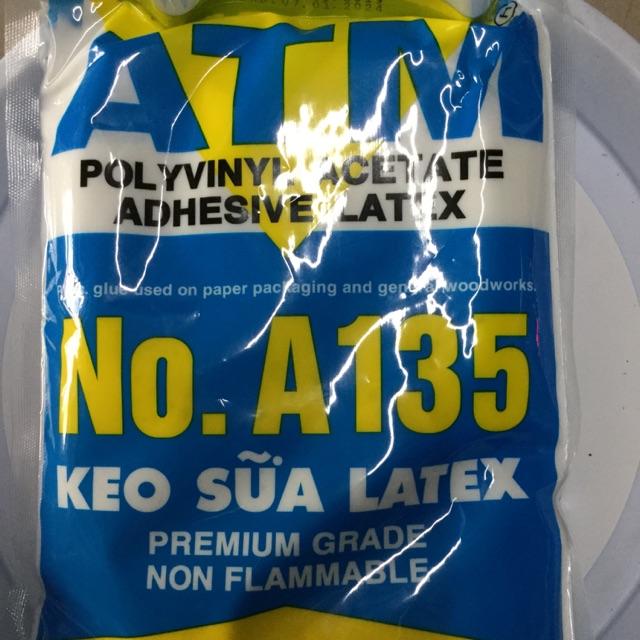 ATM
POLYVINYL ACETATE
ADHESIVE LATEX
glue used on paper packaging and general woodworks.
No. A135
KEO SỮA LATEX
PREMIUM GRADE
NON FLAMMABLE